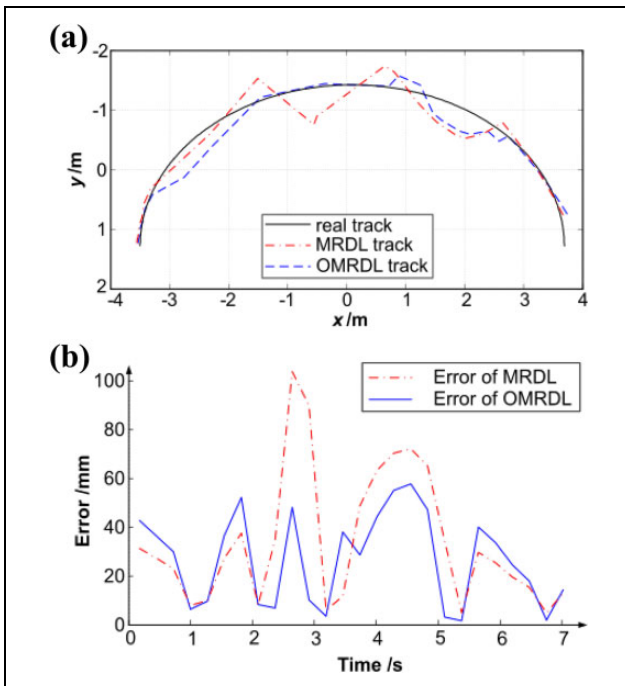 (a)
-2
-1
0
1
2
y /m
real track
MRDL track
OMRDL track
-4 -3 -2 -1 0 1 2 3 4
x /m
(b)
100
80
60
40
20
0
Error /mm
Error of MRDL
Error of OMRDL
0 1 2 3 4 5 6 7
Time /s